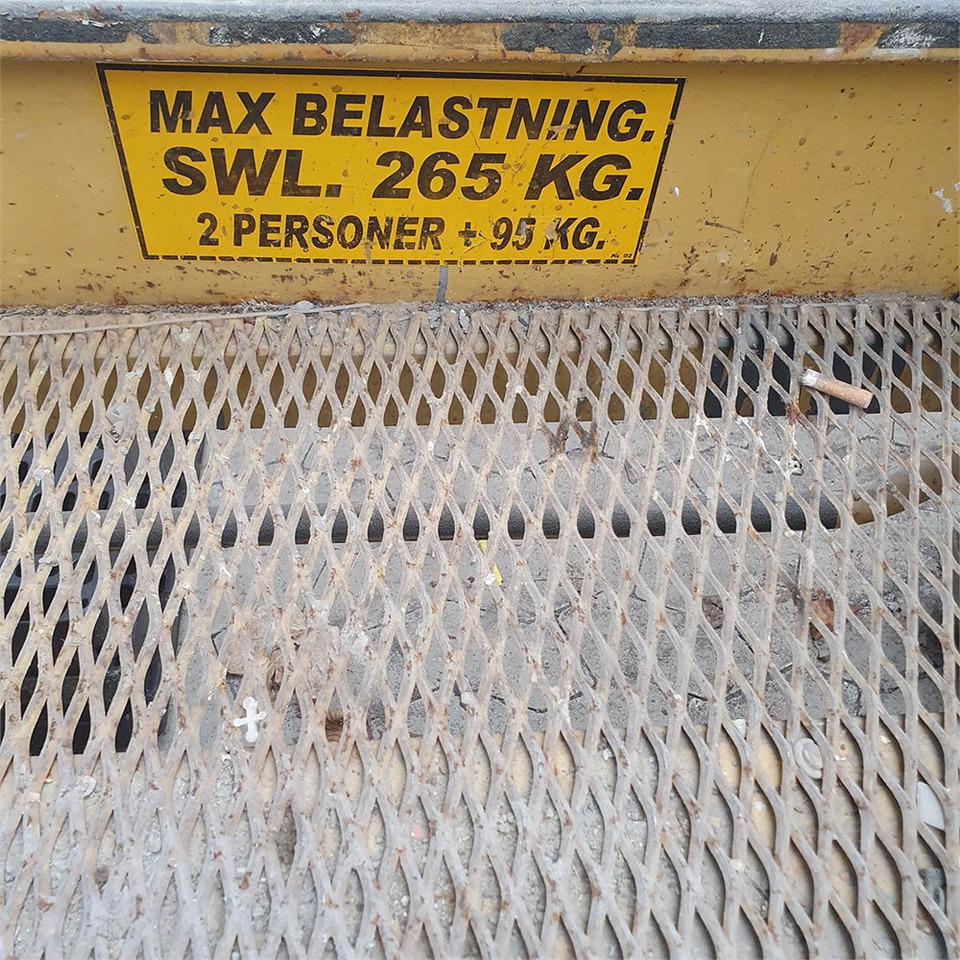 MAX BELASTNING.
SWL. 265 KG.
2 PERSONER + 95 KG.